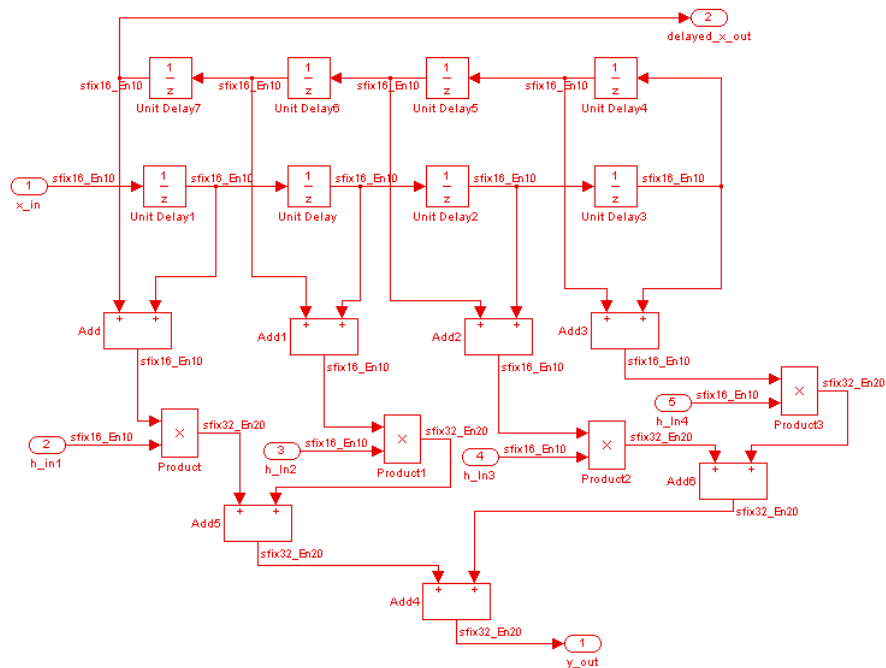 2
delayed_x_out
1 z
1 z
1 z
1 z
sfix16_En10
sfix16_En10
sfix16_En10
sfix16_En10
Unit Delay7
Unit Delay6
Unit Delay5
Unit Delay4
1
sfix16_En10
1 z
sfix16_En10
1 z
sfix16_En10
1 z
sfix16_En10
1 z
sfix16_En10
x_in
Unit Delay1
Unit Delay
Unit Delay2
Unit Delay3
Add
+ +
Add1
+ +
Add2
+ +
Add3
+ +
sfix16_En10
sfix16_En10
sfix16_En10
sfix16_En10
5
sfix16_En10
h_In4
×
sfix32_En20
Product3
2
sfix16_En10
h_in1
×
sfix32_En20
Product
3
sfix16_En10
h_In2
×
sfix32_En20
Product1
4
sfix16_En10
h_In3
×
sfix32_En20
Product2
Add6
+ +
sfix32_En20
Add5
+ +
sfix32_En20
Add4
+ +
sfix32_En20
1
y_out